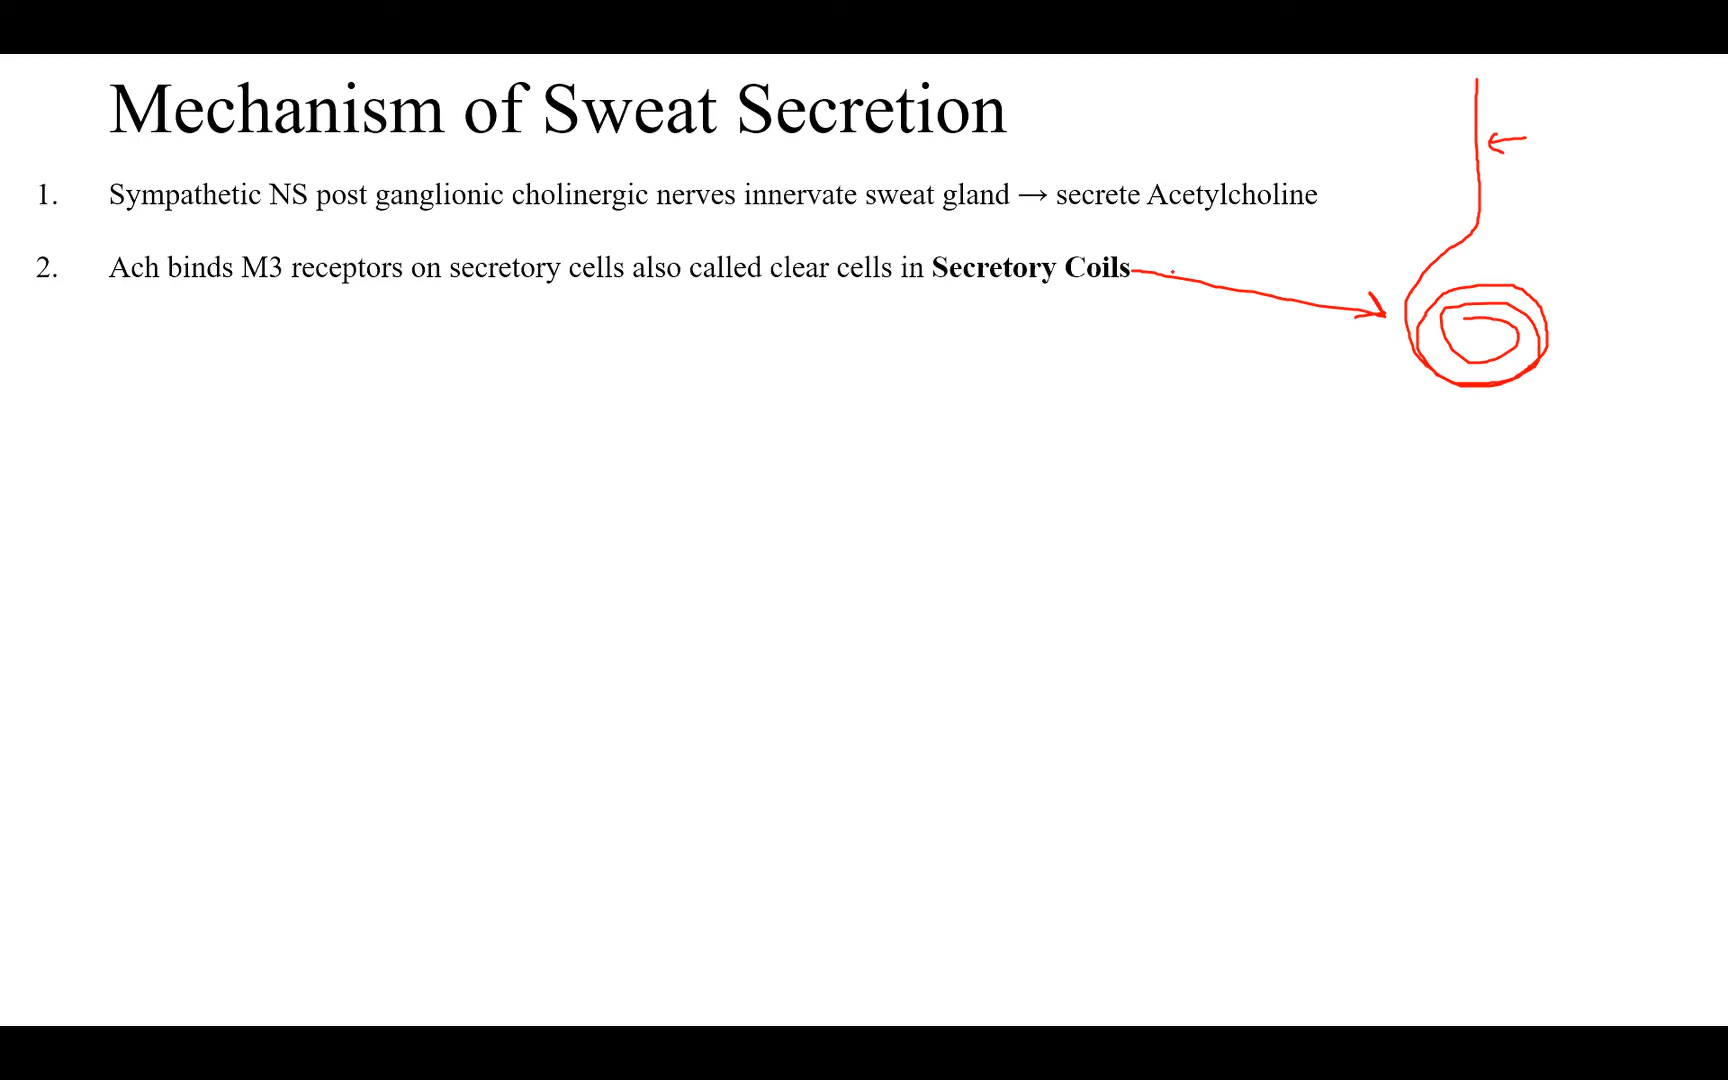 Mechanism of Sweat Secretion
1. Sympathetic NS post ganglionic cholinergic nerves innervate sweat gland → secrete Acetylcholine
2. Ach binds M3 receptors on secretory cells also called clear cells in Secretory Coils